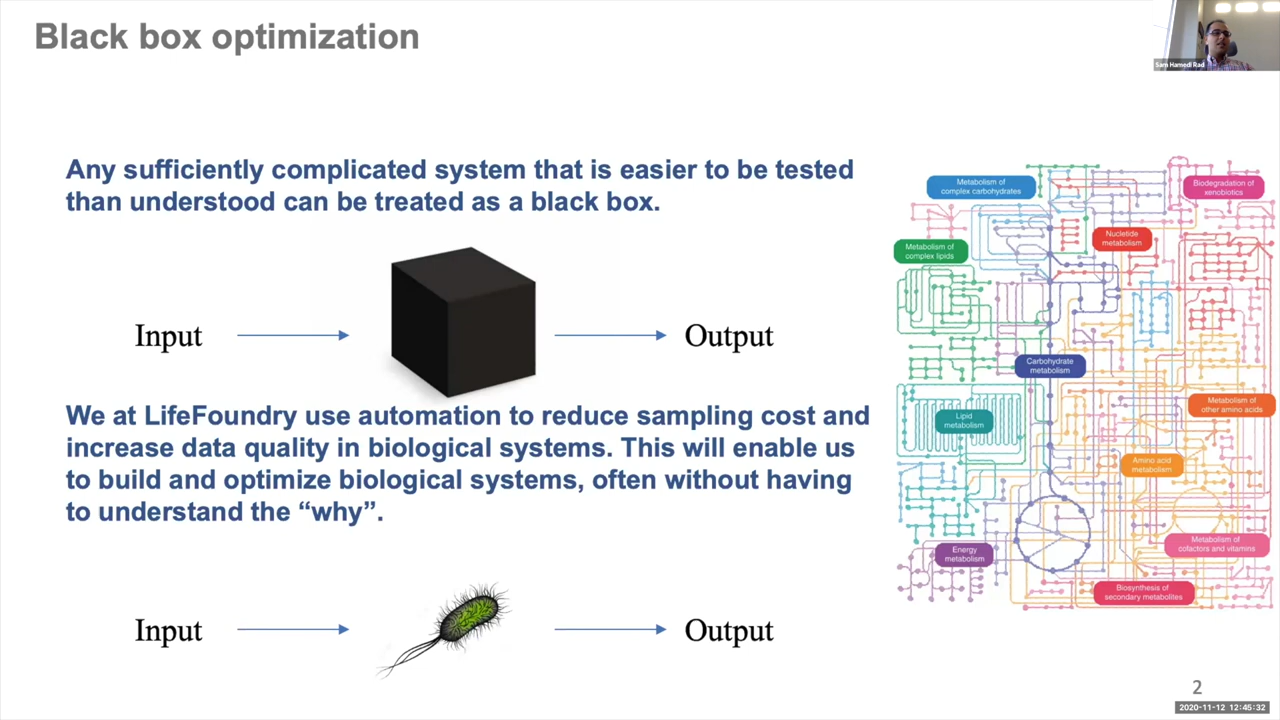 Black box optimization
Sam Hamedi Rad
Any sufficiently complicated system that is easier to be tested
than understood can be treated as a black box.
Input
Output
We at LifeFoundry use automation to reduce sampling cost and
increase data quality in biological systems. This will enable us
to build and optimize biological systems, often without having
to understand the “why”.
Input
Output
Metabolism of
complex carbohydrates
Biodegradation of
xenobiotics
Nucletide
metabolism
Metabolism of
complex lipids
Carbohydrate
metabolism
Metabolism of
other amino acids
Lipid
metabolism
Amino acid
metabolism
Metabolism of
cofactors and vitamins
Energy
metabolism
Biosynthesis of
secondary metabolites
2
2020-11-12 12:45:32